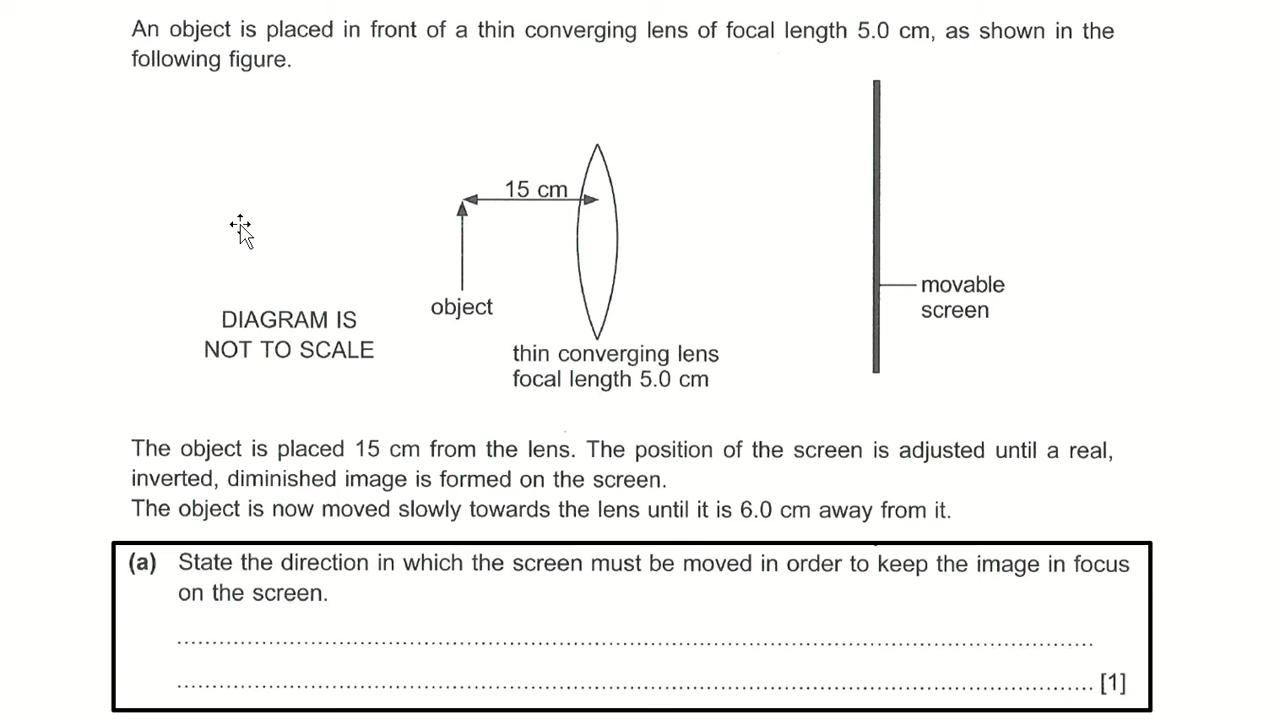 An object is placed in front of a thin converging lens of focal length 5.0 cm, as shown in the
following figure.
15 cm
object
movable
screen
DIAGRAM IS
NOT TO SCALE
thin converging lens
focal length 5.0 cm
The object is placed 15 cm from the lens. The position of the screen is adjusted until a real,
inverted, diminished image is formed on the screen.
The object is now moved slowly towards the lens until it is 6.0 cm away from it.
(a) State the direction in which the screen must be moved in order to keep the image in focus
on the screen.
[1]